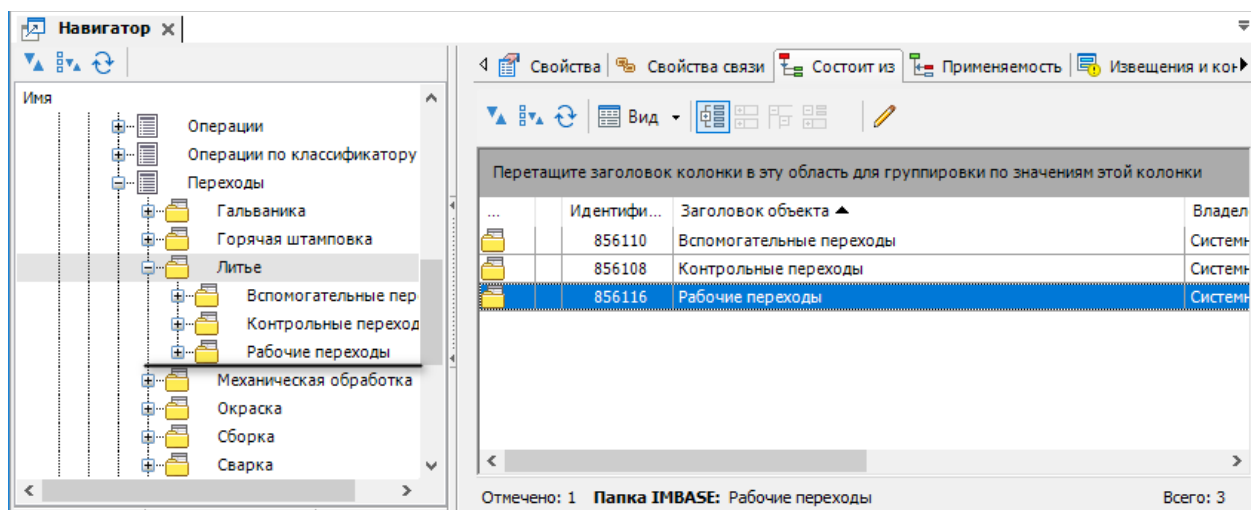 Навигатор
Имя
Операции
Операции по классификатору
Переходы
Гальваника
Горячая штамповка
Литье
Вспомогательные пер
Контрольные переход
Рабочие переходы
Механическая обработка
Окраска
Сборка
Сварка
Свойства Свойства связи Состоит из Применяемость Извещения и кон
Вид
Перетащите заголовок колонки в эту область для группировки по значениям этой колонки
... Идентифи... Заголовок объекта Владел
856110 Вспомогательные переходы Системн
856108 Контрольные переходы Системн
856116 Рабочие переходы Системн
Отмечено: 1 Папка IMBASE: Рабочие переходы Всего: 3